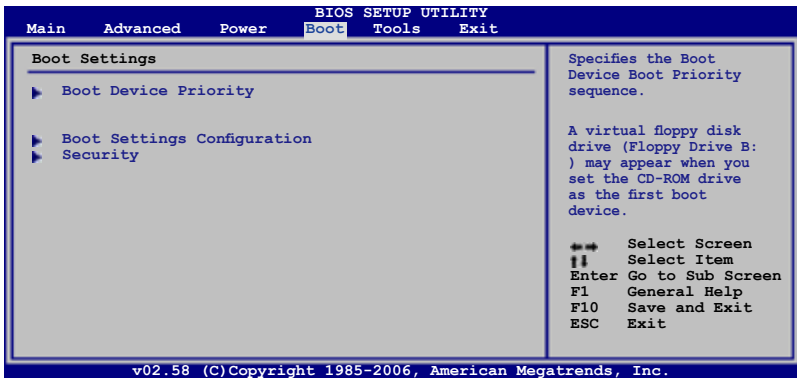 BIOS SETUP UTILITY
Main Advanced Power Boot Tools Exit
Boot Settings
Boot Device Priority
Boot Settings Configuration
Security
Specifies the Boot
Device Boot Priority
sequence.
A virtual floppy disk
drive (Floppy Drive B:
) may appear when you
set the CD-ROM drive
as the first boot
device.
Select Screen
Select Item
Enter Go to Sub Screen
F1 General Help
F10 Save and Exit
ESC Exit
v02.58 (C)Copyright 1985-2006, American Megatrends, Inc.